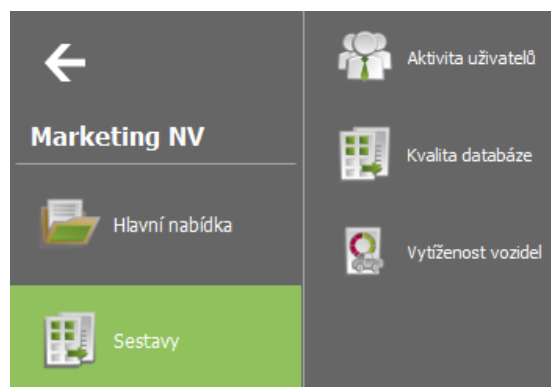 Marketing NV
Hlavní nabídka
Sestavy
Aktivita uživatelů
Kvalita databáze
Vytíženost vozidel